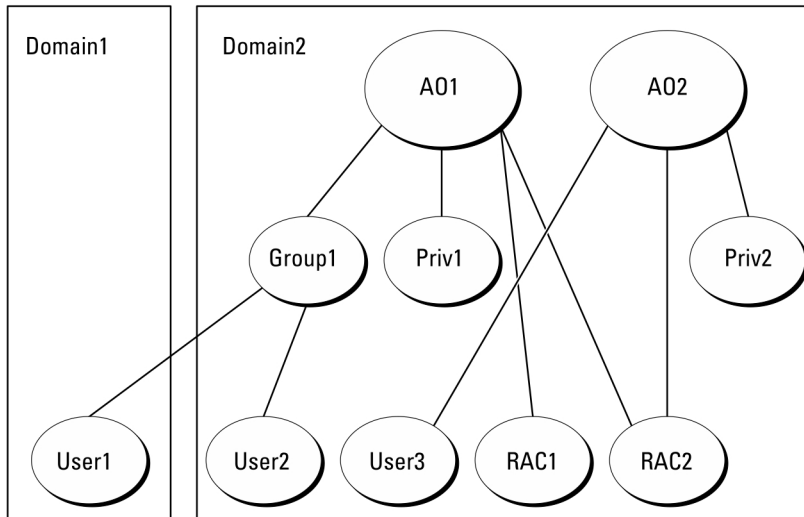 Domain1
Domain2
AO1
AO2
Group1
Priv1
Priv2
User1
User2
User3
RAC1
RAC2